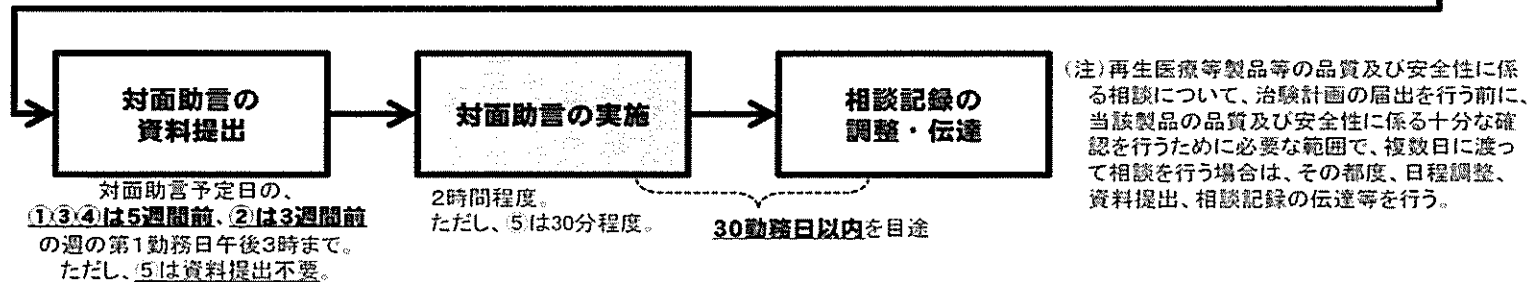 対面助言の
資料提出
対面助言の実施
相談記録の
調整・伝達
対面助言予定日の、
①③④は5週間前、②は3週間前
の週の第1勤務日午後3時まで。
ただし、⑤は資料提出不要。
2時間程度。
ただし、⑤は30分程度。
30勤務日以内を目途
(注)再生医療等製品等の品質及び安全性に係
る相談について、治験計画の届出を行う前に、
当該製品の品質及び安全性に係る十分な確
認を行うために必要な範囲で、複数日に渡っ
て相談を行う場合は、その都度、日程調整、
資料提出、相談記録の伝達等を行う。